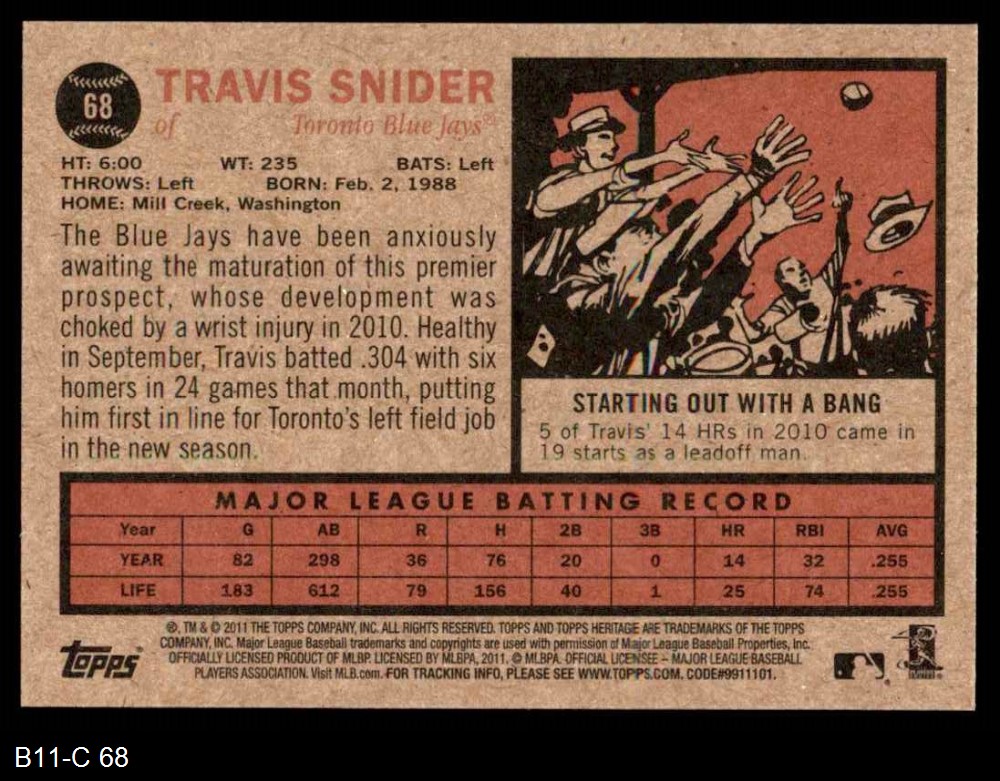 68
TRAVIS SNIDER
of Toronto Blue Jays®
HT: 6:00 WT: 235 BATS: Left
THROWS: Left BORN: Feb. 2, 1988
HOME: Mill Creek, Washington
The Blue Jays have been anxiously
awaiting the maturation of this premier
prospect, whose development was
choked by a wrist injury in 2010. Healthy
in September, Travis batted .304 with six
homers in 24 games that month, putting
him first in line for Toronto's left field job
in the new season.
STARTING OUT WITH A BANG
5 of Travis' 14 HRs in 2010 came in
19 starts as a leadoff man.
MAJOR LEAGUE BATTING RECORD
Year G AB R H 2B 3B HR RBI AVG
YEAR 82 298 36 76 20 0 14 32 .255
LIFE 183 612 79 156 40 1 25 74 .255
topps®
®, TM & © 2011 THE TOPPS COMPANY, INC. ALL RIGHTS RESERVED. TOPPS AND TOPPS HERITAGE ARE TRADEMARKS OF THE TOPPS
COMPANY, INC. Major League Baseball trademarks and copyrights are used with permission of Major League Baseball Properties, Inc.
OFFICIALLY LICENSED PRODUCT OF MLBP. LICENSED BY MLBPA, 2011. © MLBPA. OFFICIAL LICENSEE – MAJOR LEAGUE BASEBALL
PLAYERS ASSOCIATION. Visit MLB.com. FOR TRACKING INFO, PLEASE SEE WWW.TOPPS.COM. CODE#9911101.
B11-C 68